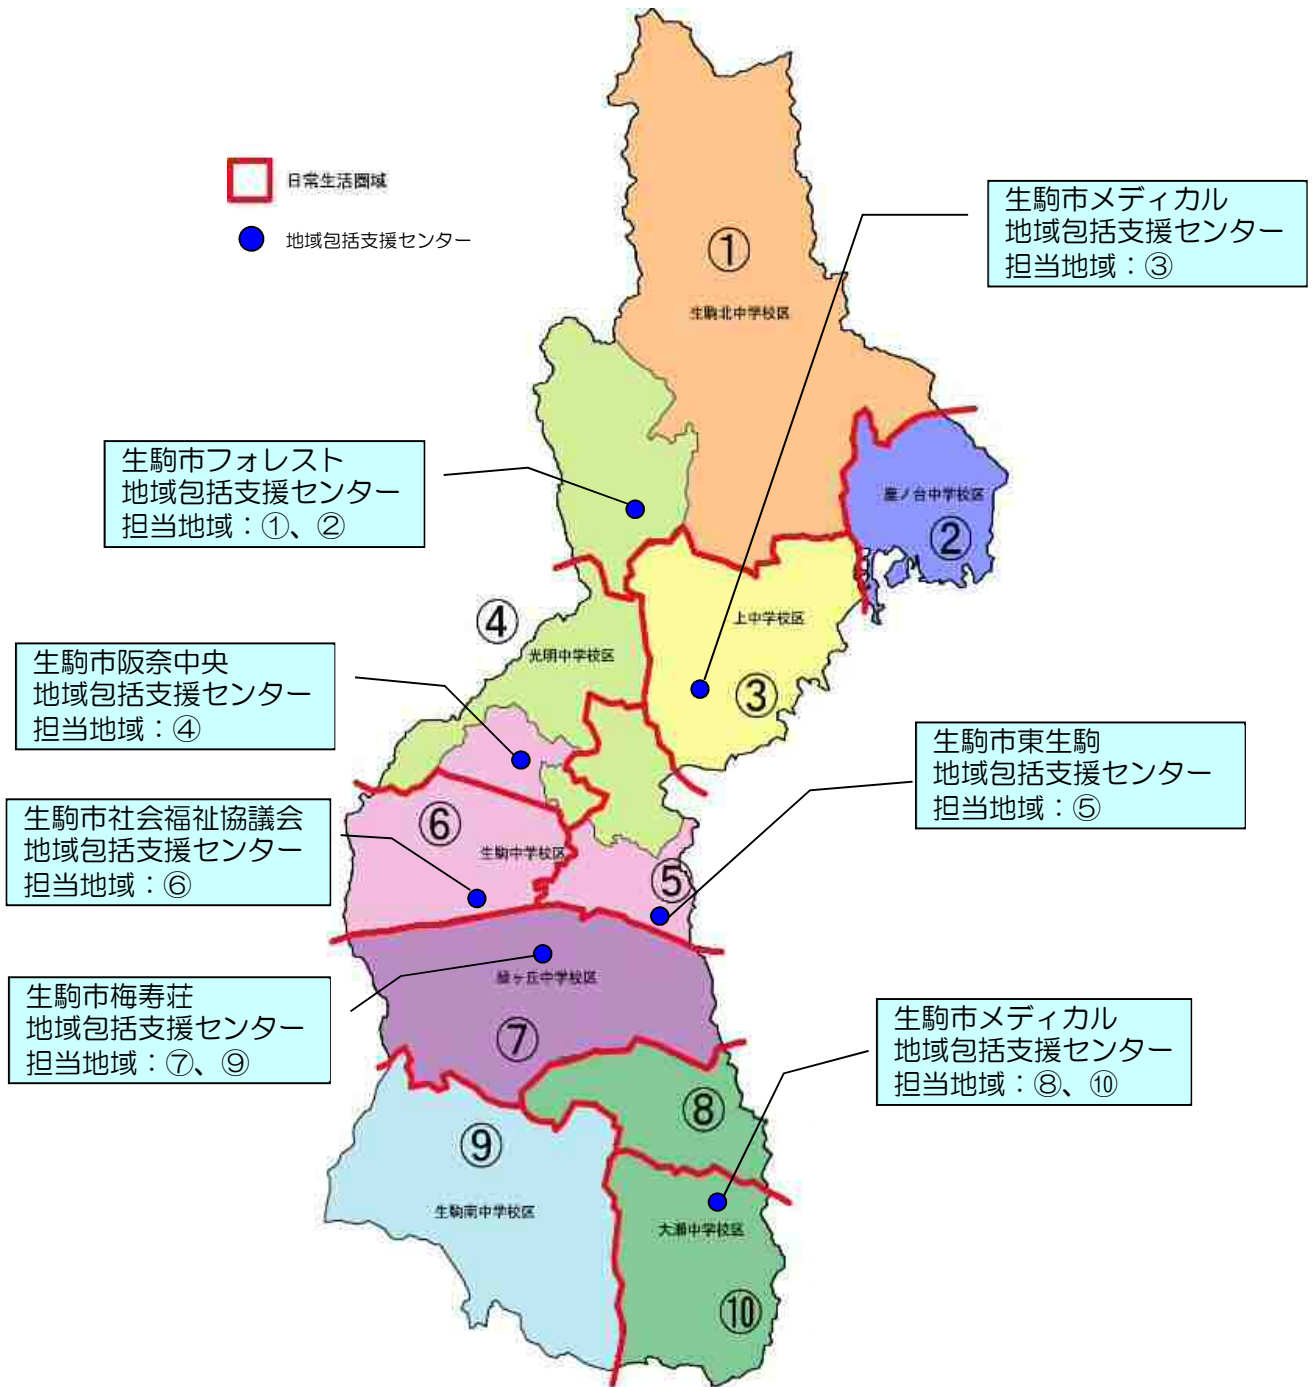 日常生活圏域
地域包括支援センター
生駒市メディカル
地域包括支援センター
担当地域：③
①
生駒北中学校区
生駒市フォレスト
地域包括支援センター
担当地域：①、②
鹿ノ台中学校区
②
④
上中学校区
光明中学校区
③
生駒市阪奈中央
地域包括支援センター
担当地域：④
生駒市東生駒
地域包括支援センター
担当地域：⑤
生駒市社会福祉協議会
地域包括支援センター
担当地域：⑥
⑥
生駒中学校区
⑤
生駒市梅寿荘
地域包括支援センター
担当地域：⑦、⑨
緑ヶ丘中学校区
⑦
生駒市メディカル
地域包括支援センター
担当地域：⑧、⑩
⑧
⑨
生駒南中学校区
大瀬中学校区
⑩